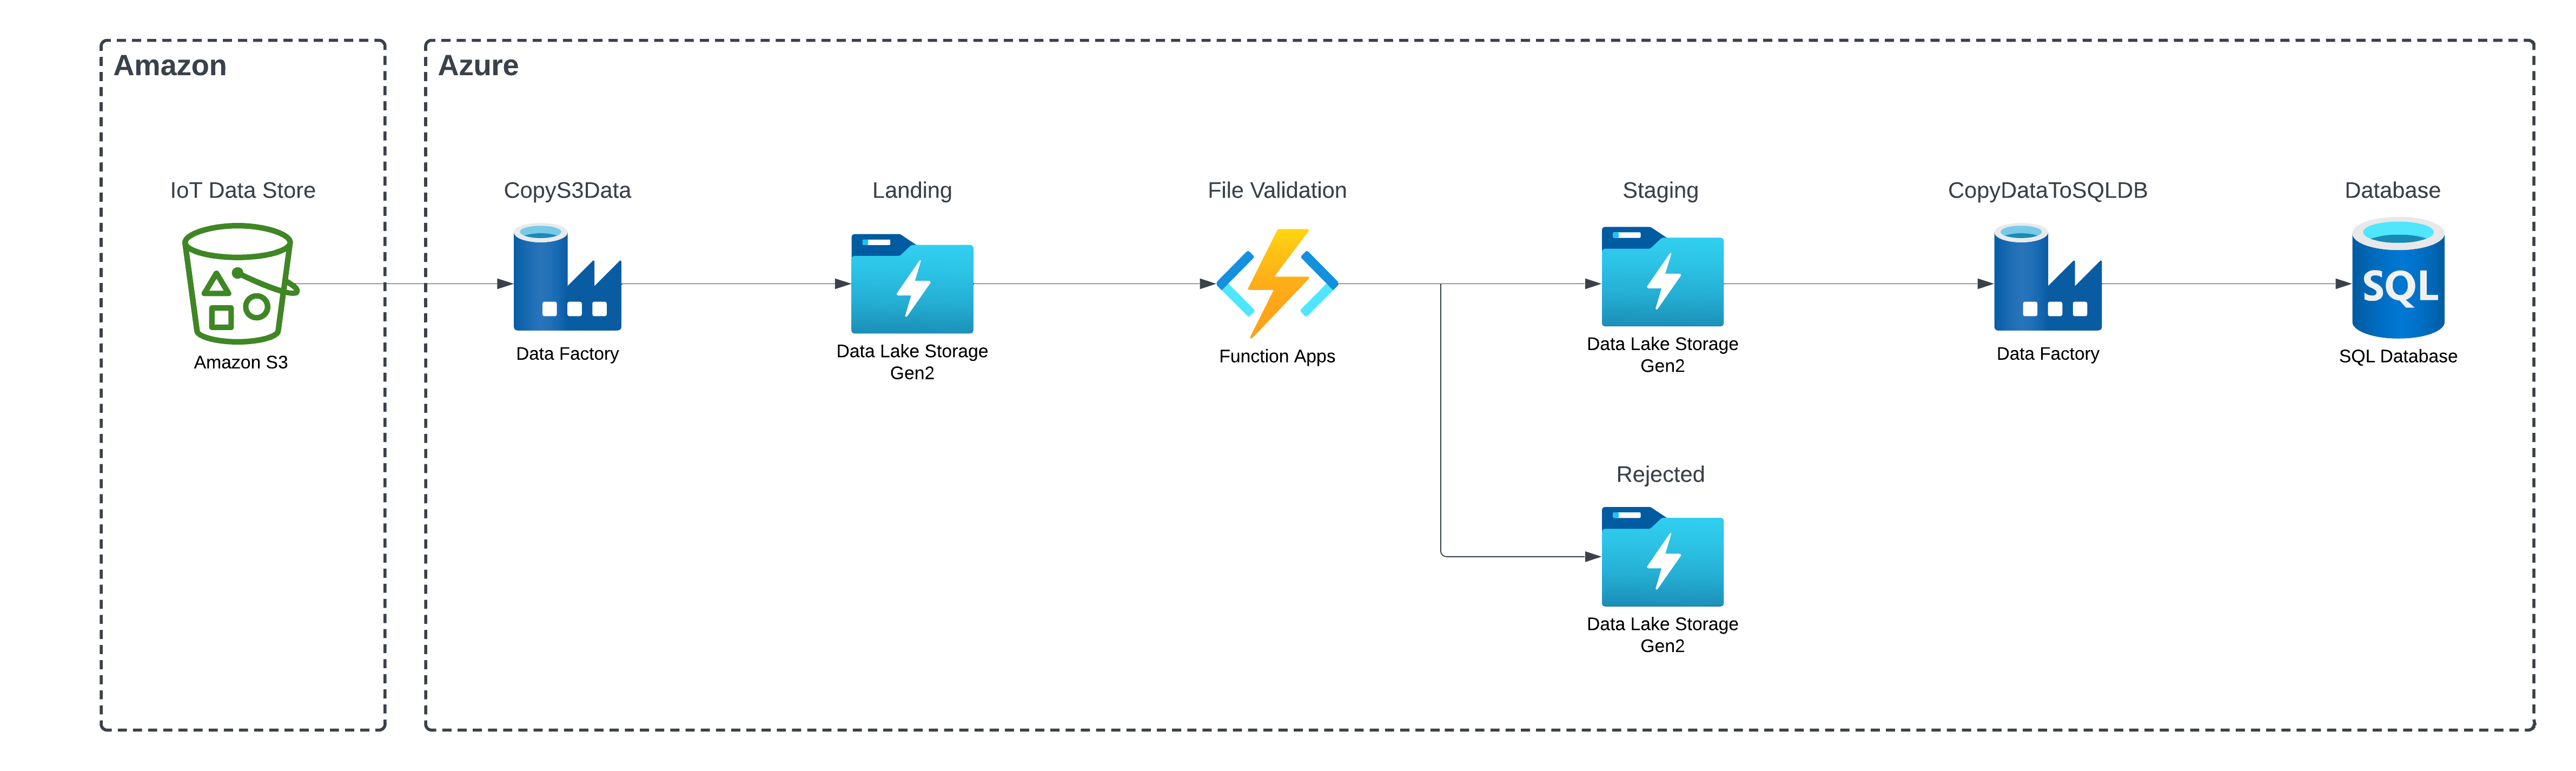 Amazon
Azure
IoT Data Store
CopyS3Data
Landing
File Validation
Staging
CopyDataToSQLDB
Database
SQL
Amazon S3
Data Factory
Data Lake Storage
Gen2
Function Apps
Data Lake Storage
Gen2
Data Factory
SQL Database
Rejected
Data Lake Storage
Gen2